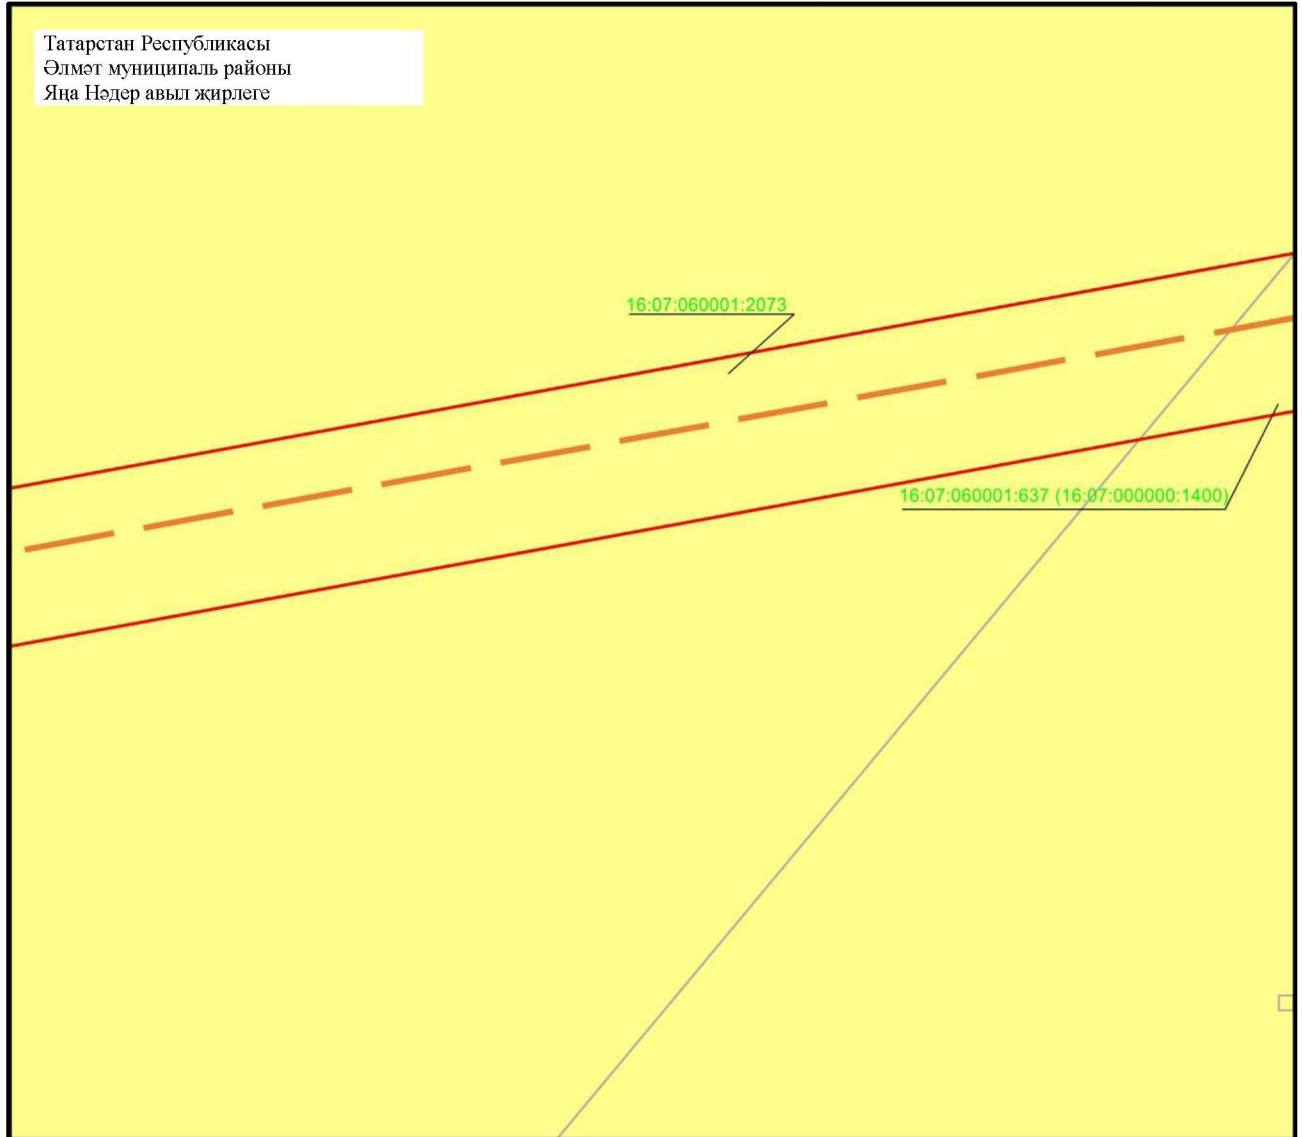 Татарстан Республикасы
Әлмәт муниципаль районы
Яңа Нәдер авыл җирлеге
16:07:060001:2073
16:07:060001:637 (16:07:000000:1400)